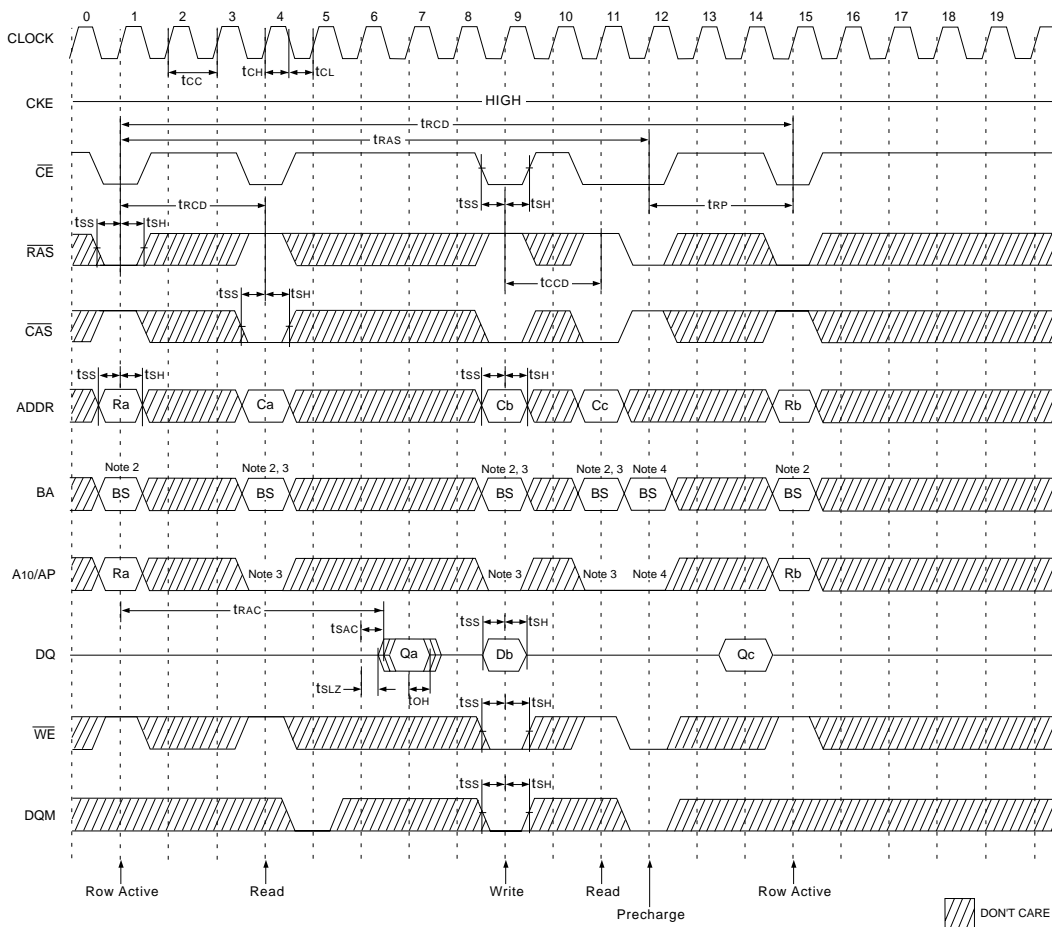 0 1 2 3 4 5 6 7 8 9 10 11 12 13 14 15 16 17 18 19
CLOCK
tCC tCH tCL
CKE HIGH
tRCD
tRAS
CE
tRCD tSS tSH tRP
tSS tSH
RAS
tCCD
tSS tSH
CAS
tSS tSH tSS tSH
ADDR Ra Ca Cb Cc Rb
Note 2 Note 2, 3 Note 2, 3 Note 2, 3 Note 4 Note 2
BA BS BS BS BS BS BS
A10/AP Ra Note 3 Note 3 Note 3 Note 4 Rb
tRAC
tSAC tSS tSH
DQ Qa Db Qc
tSLZ tOH
tSS tSH
WE
tSS tSH
DQM
Row Active Read Write Read Row Active
Precharge
DON'T CARE